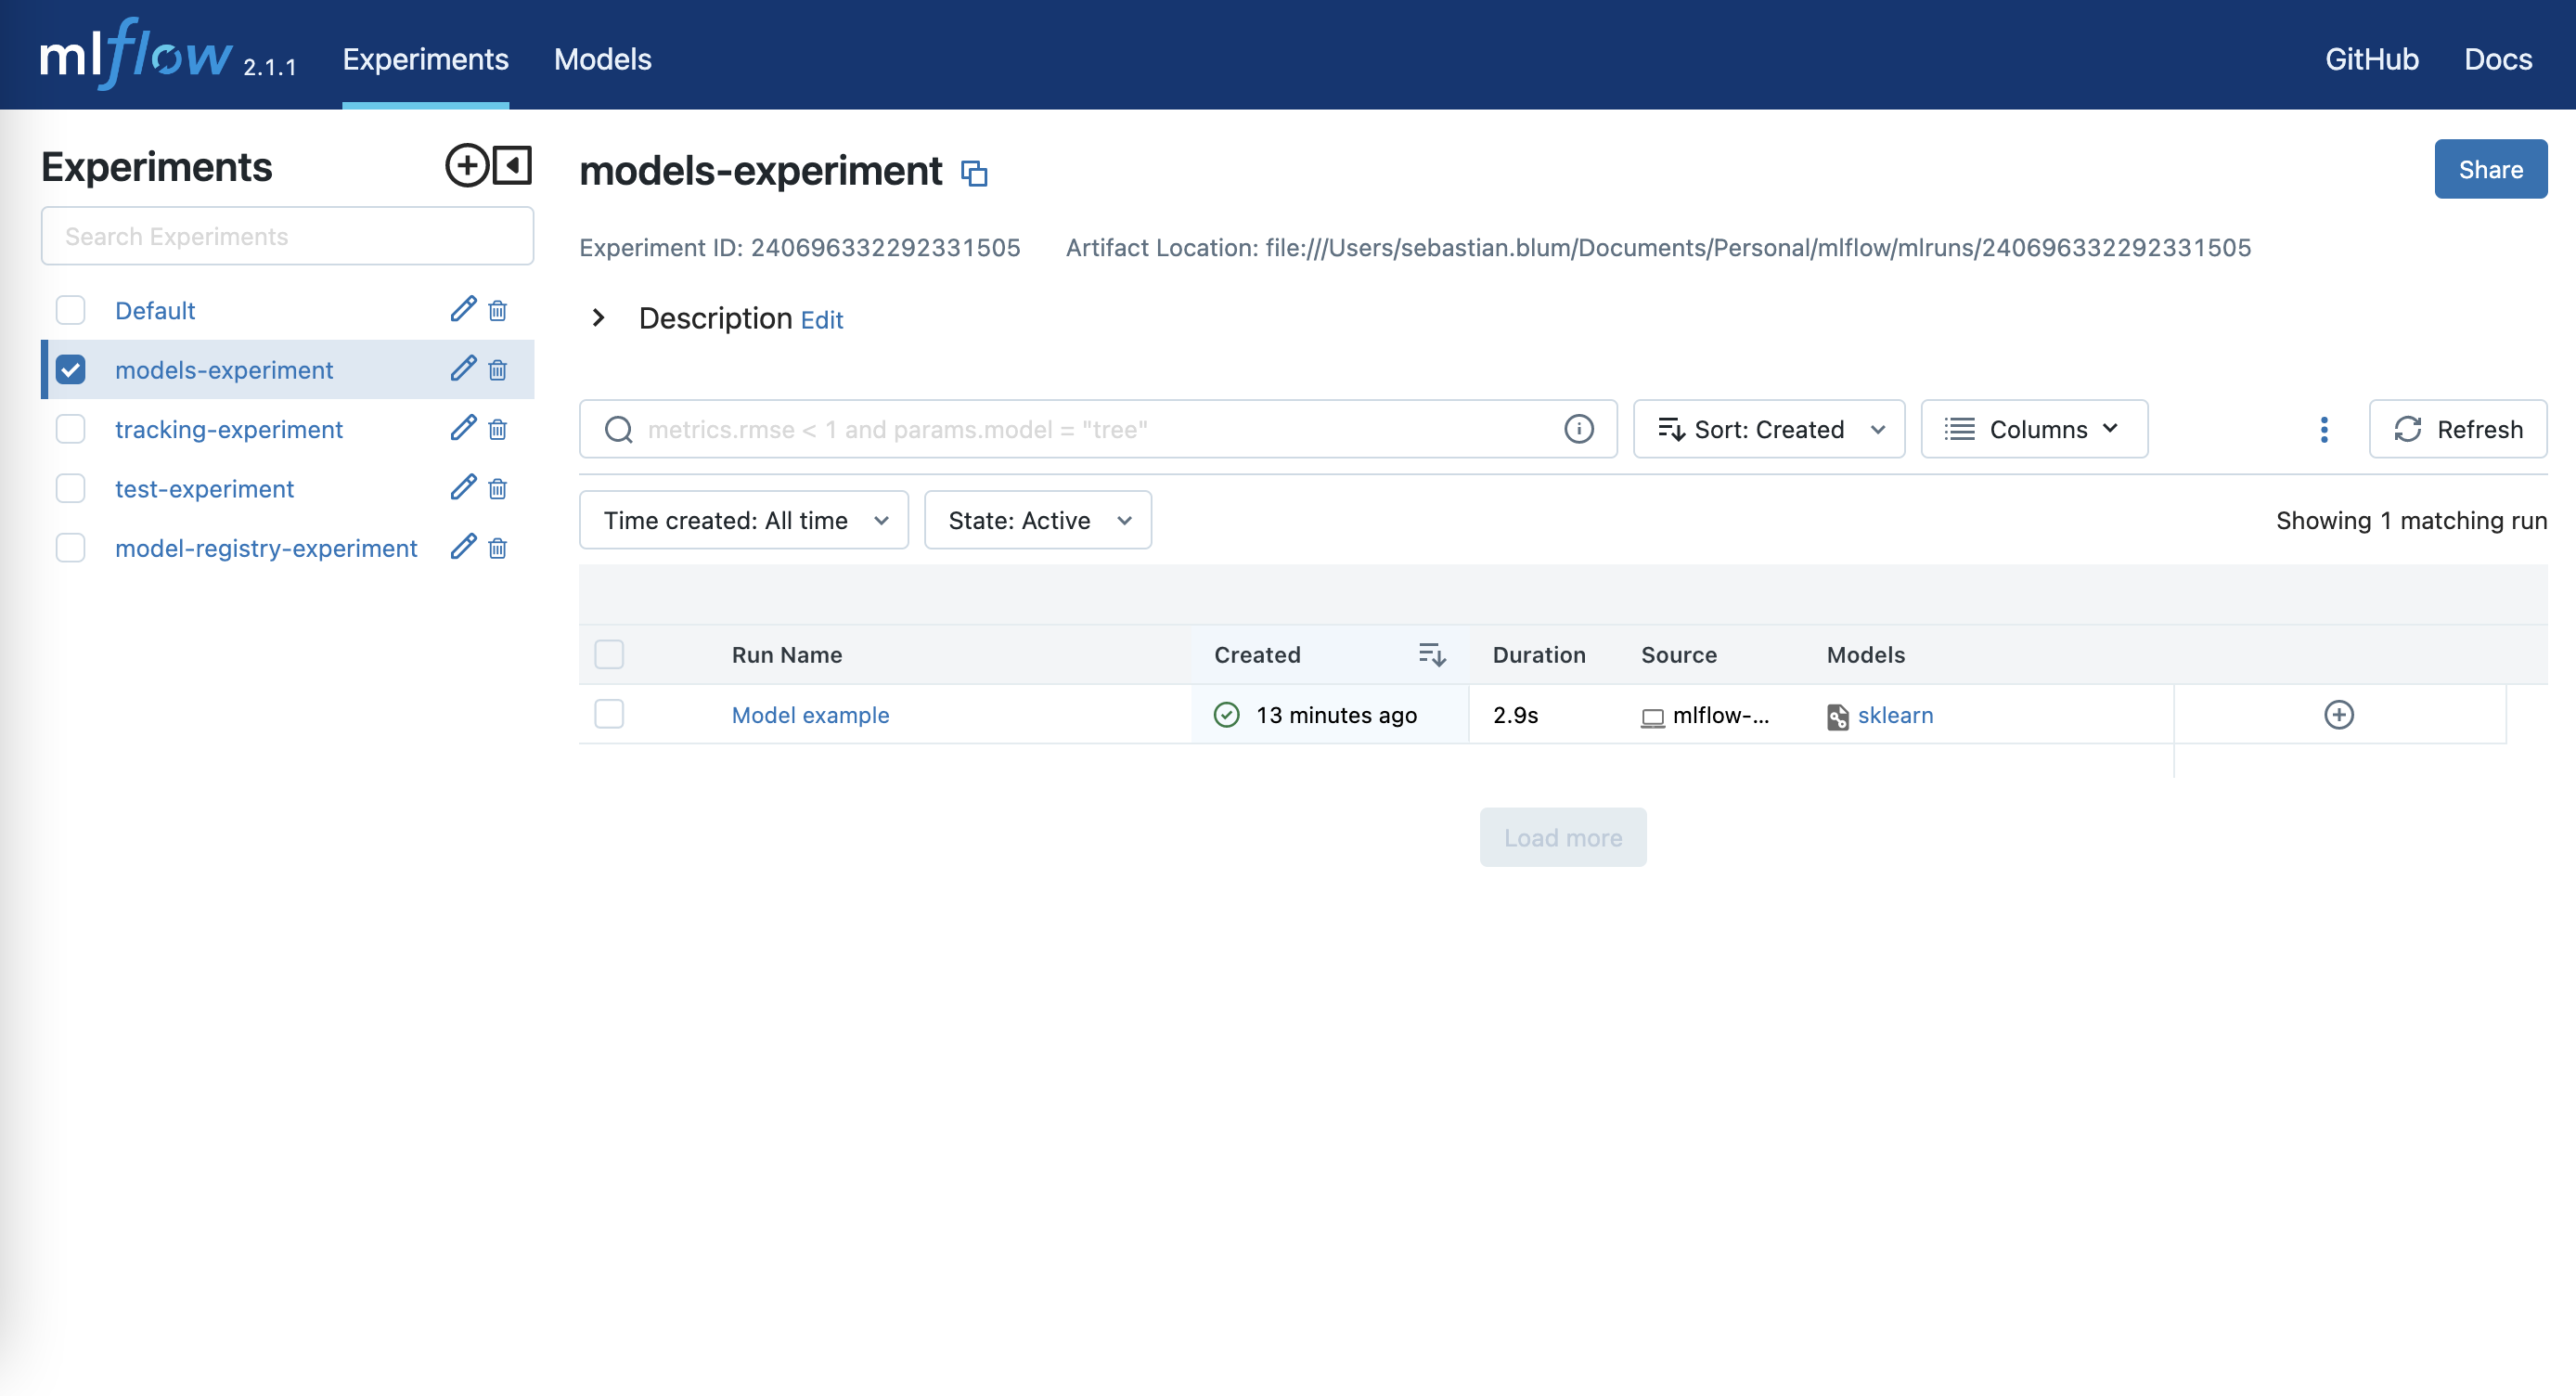 mlflow 2.1.1 Experiments Models GitHub Docs
Experiments
Search Experiments
Default
models-experiment
tracking-experiment
test-experiment
model-registry-experiment
models-experiment
Share
Experiment ID: 240696332292331505 Artifact Location: file:///Users/sebastian.blum/Documents/Personal/mlflow/mlruns/240696332292331505
Description Edit
metrics.rmse < 1 and params.model = "tree" Sort: Created Columns Refresh
Time created: All time State: Active Showing 1 matching run
Run Name Created Duration Source Models
Model example 13 minutes ago 2.9s mlflow-... sklearn
Load more